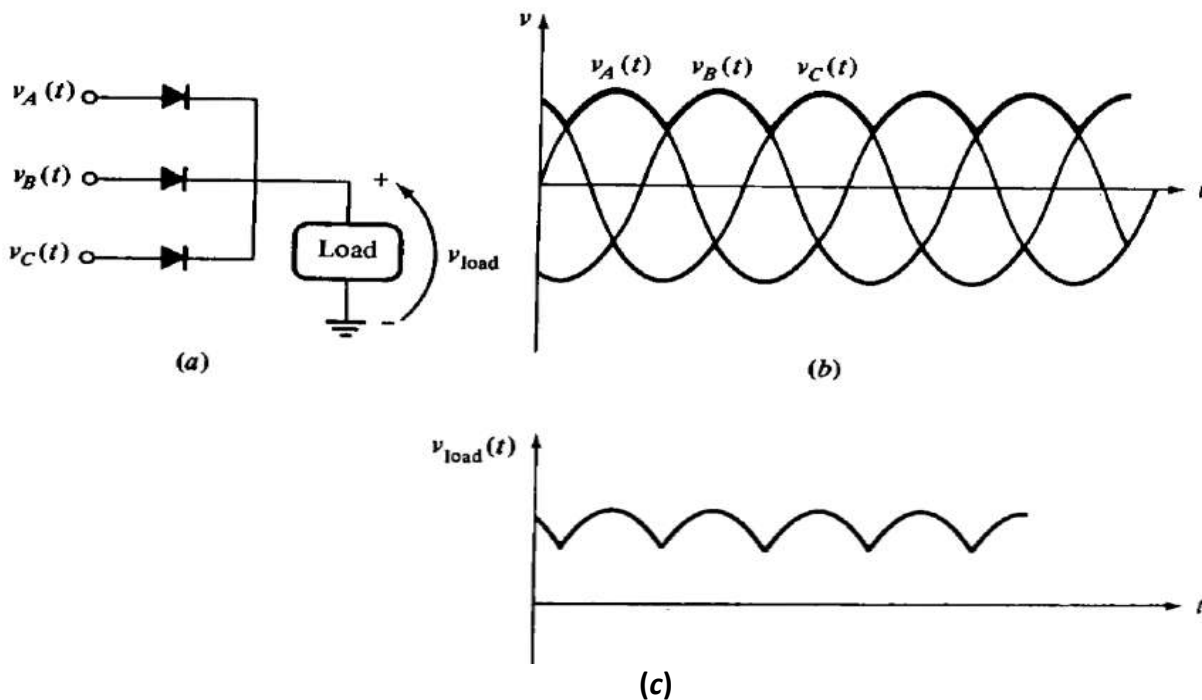 v_A(t)
v_B(t)
v_C(t)
+
Load
v_load
−
(a)
v
v_A(t) v_B(t) v_C(t)
t
(b)
v_load(t)
t
(c)